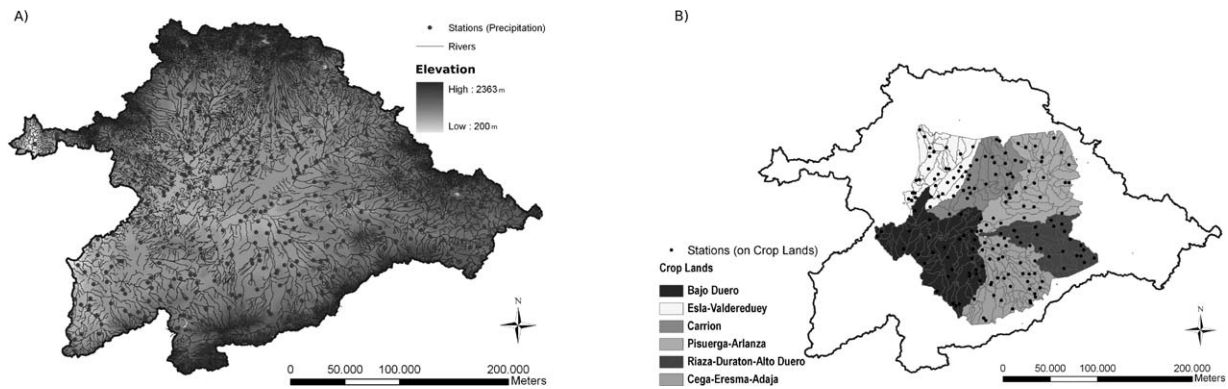 A)
Stations (Precipitation)
Rivers
Elevation
High : 2363 m
Low : 200 m
N
0 50.000 100.000 200.000
Meters
B)
Stations (on Crop Lands)
Crop Lands
Bajo Duero
Esla-Valdereduey
Carrion
Pisuerga-Arlanza
Riaza-Duraton-Alto Duero
Cega-Eresma-Adaja
N
0 50.000 100.000 200.000
Meters